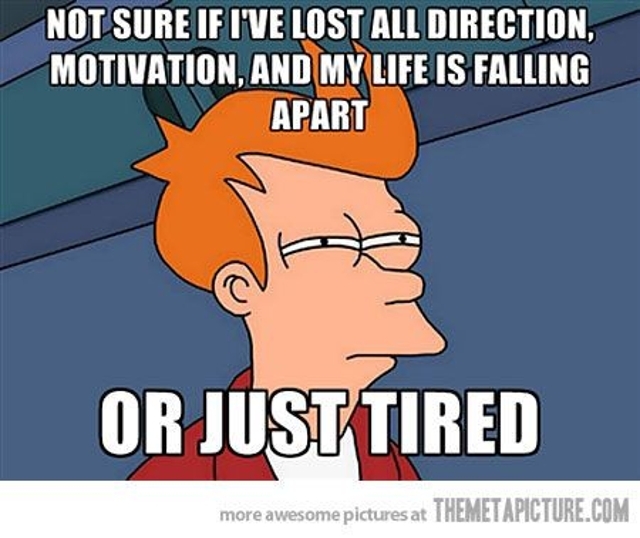 NOT SURE IF I'VE LOST ALL DIRECTION,
MOTIVATION, AND MY LIFE IS FALLING
APART
OR JUST TIRED
more awesome pictures at THEMETAPICTURE.COM